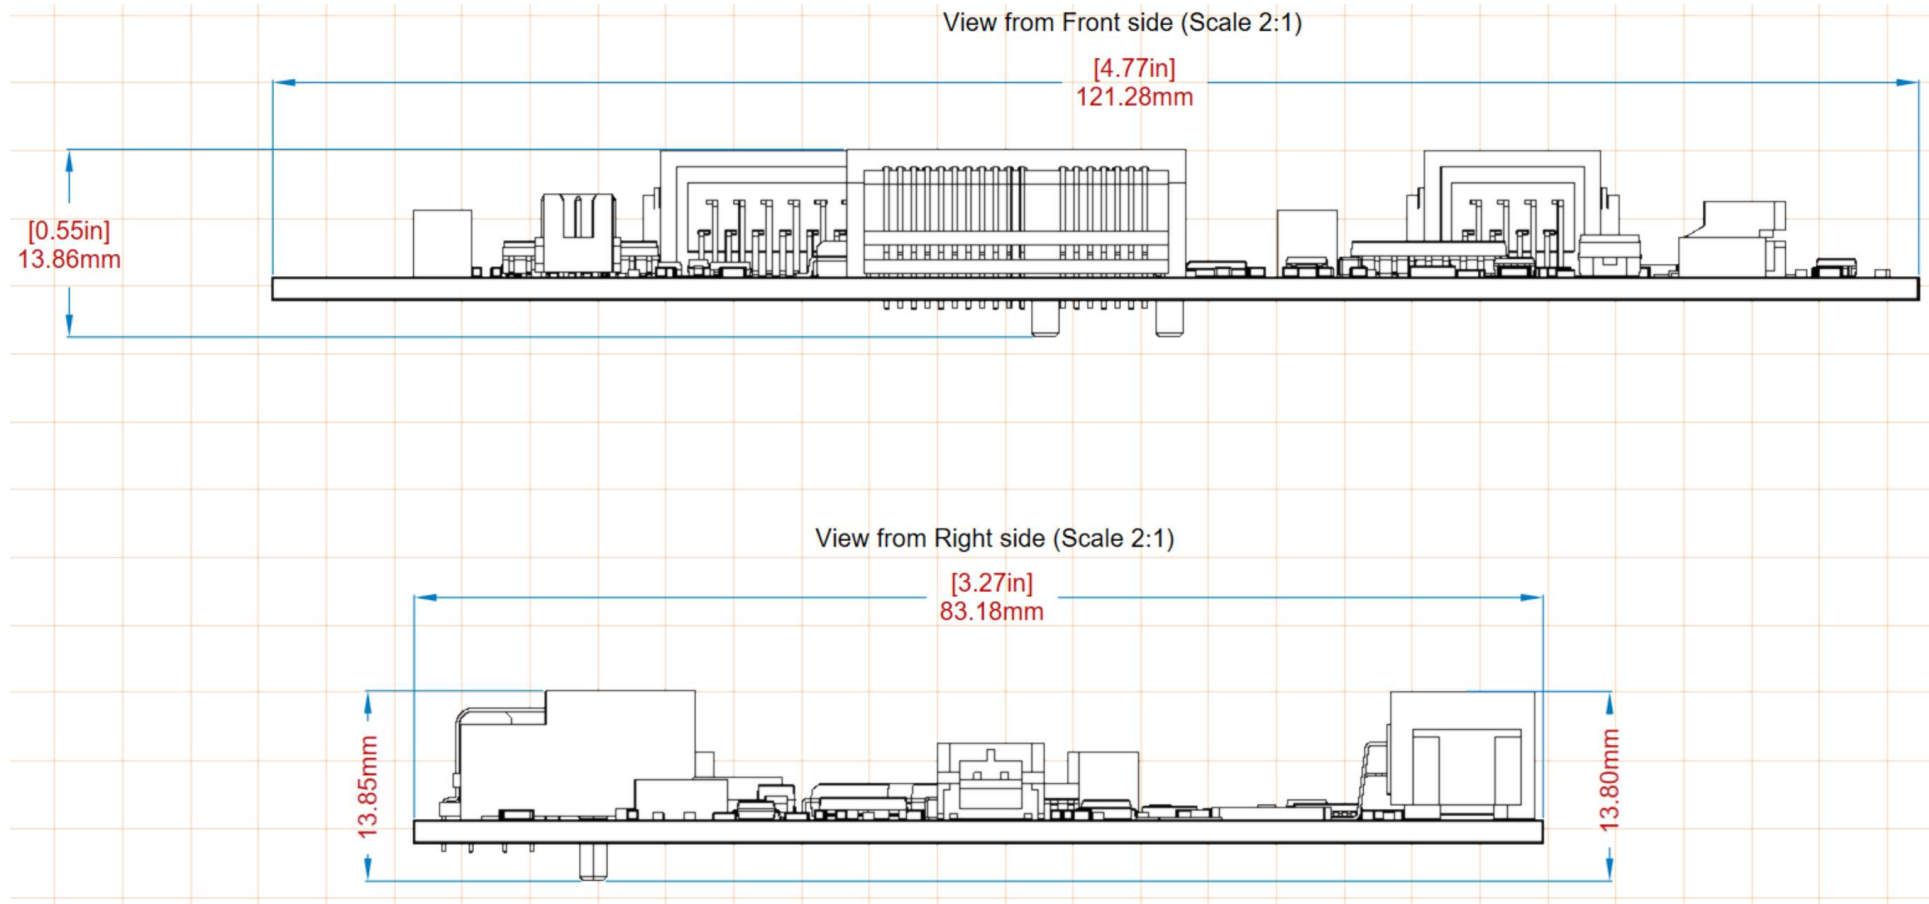 View from Front side (Scale 2:1)
[4.77in]
121.28mm
[0.55in]
13.86mm
View from Right side (Scale 2:1)
[3.27in]
83.18mm
13.85mm
13.80mm